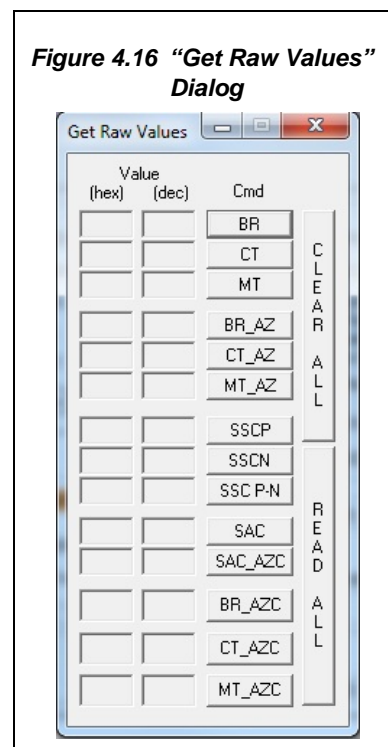 Figure 4.16 “Get Raw Values”
Dialog
Get Raw Values
Value
(hex) (dec) Cmd
BR
CT
MT
BR_AZ
CT_AZ
MT_AZ
CLEAR ALL
SSCP
SSCN
SSC P-N
SAC
SAC_AZC
BR_AZC
CT_AZC
MT_AZC
READ ALL